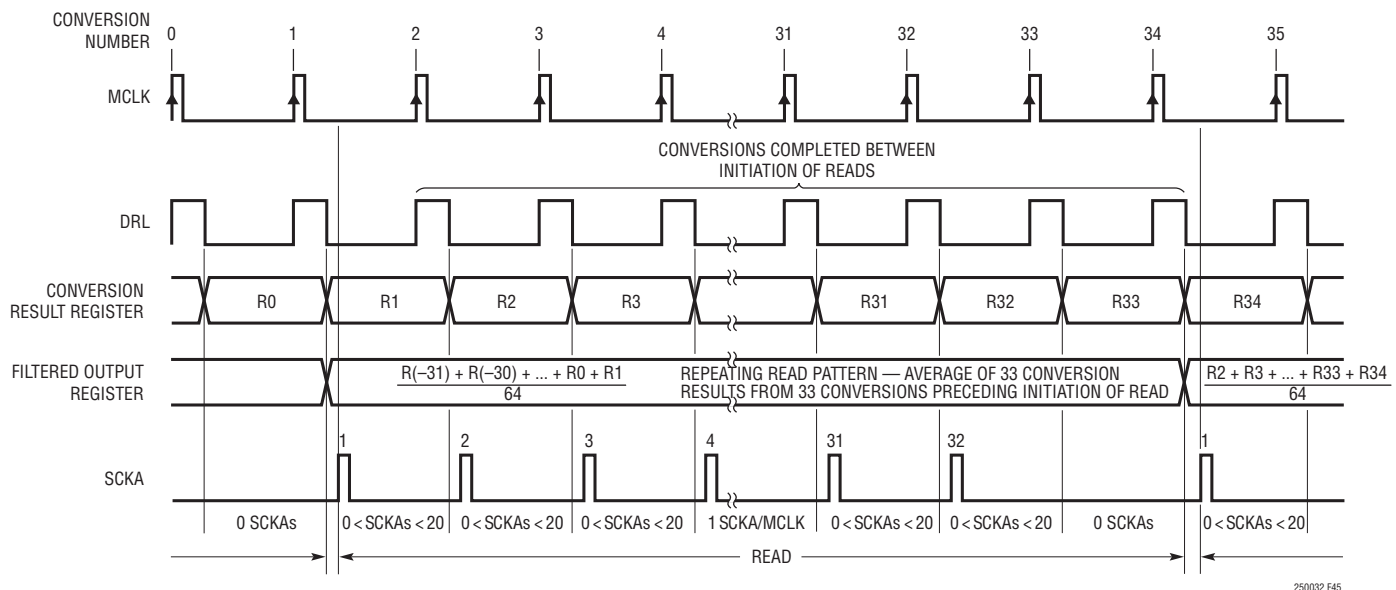 CONVERSION
NUMBER
0 1 2 3 4 31 32 33 34 35
MCLK
CONVERSIONS COMPLETED BETWEEN
INITIATION OF READS
DRL
CONVERSION
RESULT REGISTER
R0 R1 R2 R3 R31 R32 R33 R34
FILTERED OUTPUT
REGISTER
R(–31) + R(–30) + ... + R0 + R1
64
REPEATING READ PATTERN — AVERAGE OF 33 CONVERSION
RESULTS FROM 33 CONVERSIONS PRECEDING INITIATION OF READ
R2 + R3 + ... + R33 + R34
64
1 2 3 4 31 32 1
SCKA
0 SCKAs 0 < SCKAs < 20 0 < SCKAs < 20 0 < SCKAs < 20 1 SCKA/MCLK 0 < SCKAs < 20 0 < SCKAs < 20 0 SCKAs 0 < SCKAs < 20
READ
250032 F45